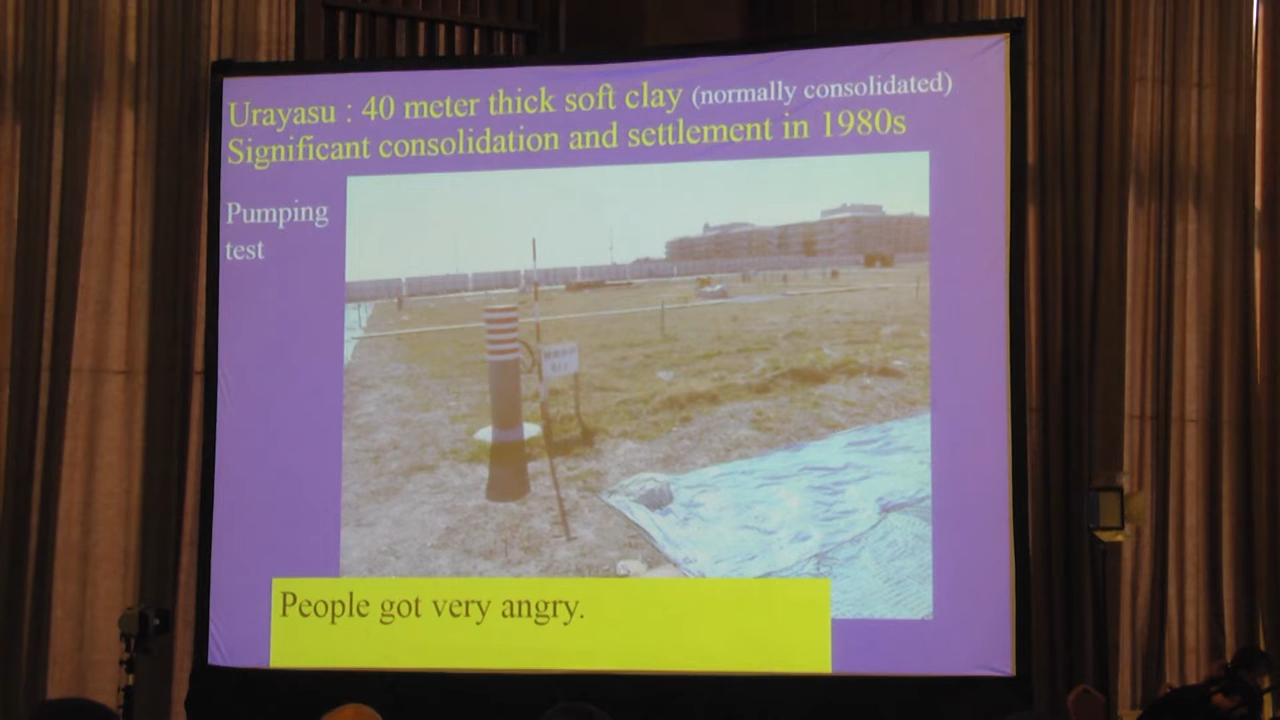 Urayasu : 40 meter thick soft clay (normally consolidated)
Significant consolidation and settlement in 1980s
Pumping
test
People got very angry.